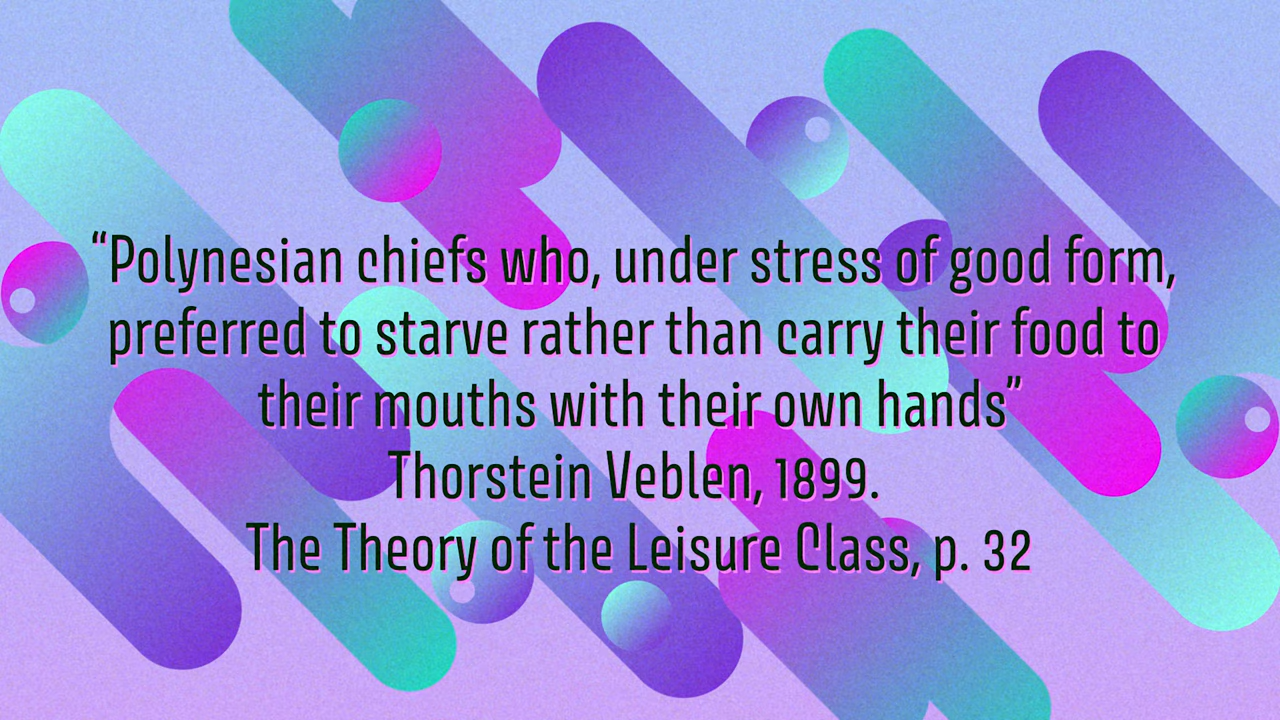 “Polynesian chiefs who, under stress of good form,
preferred to starve rather than carry their food to
their mouths with their own hands”
Thorstein Veblen, 1899.
The Theory of the Leisure Class, p. 32